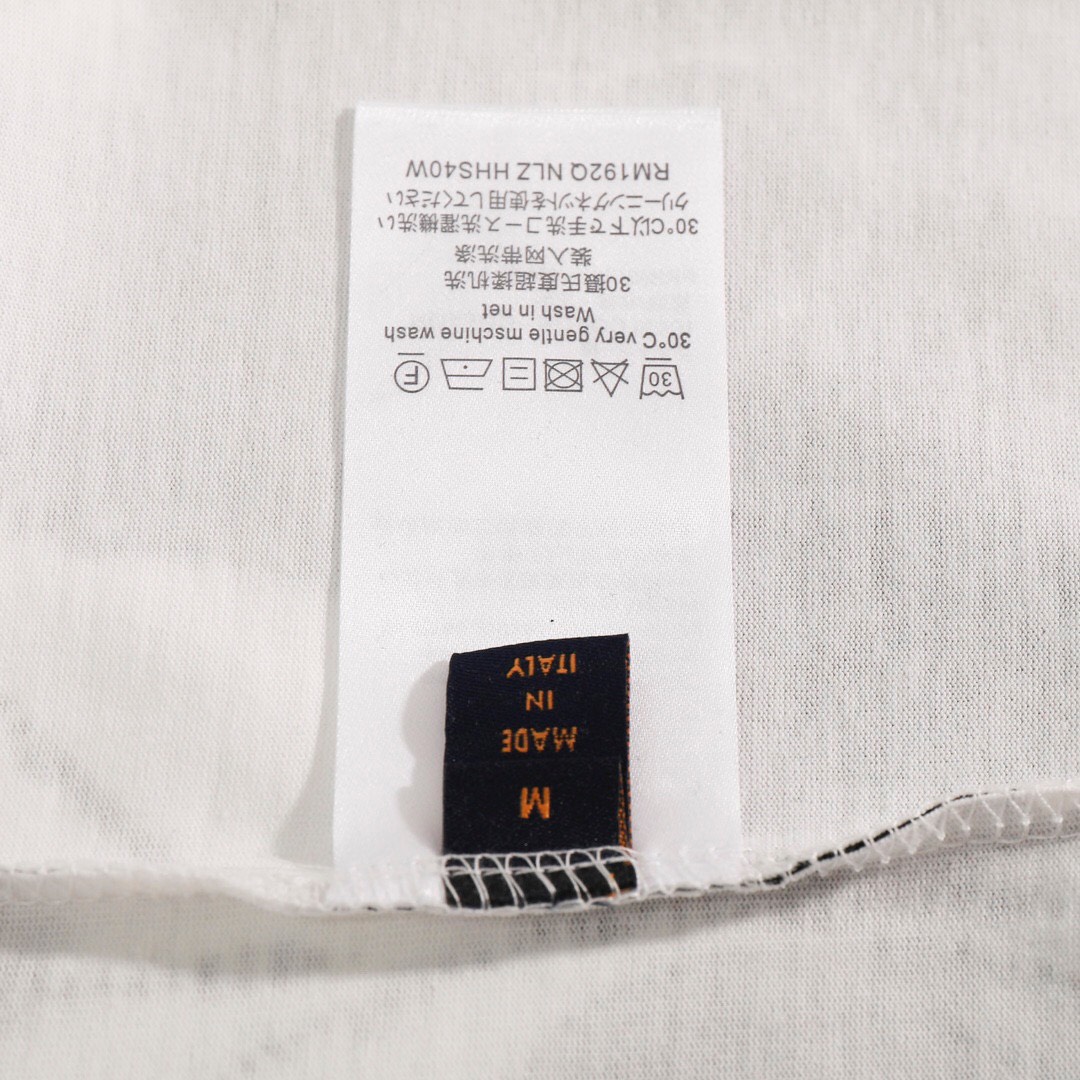 M
MADE
IN
ITALY
30 F
30°C very gentle mschine wash
Wash in net
30摄氏度超揉机洗
装入网带洗涤
30°C以下で手洗コース洗濯機洗い
クリーニングネットを使用してください
RM192Q NLZ HHS40W